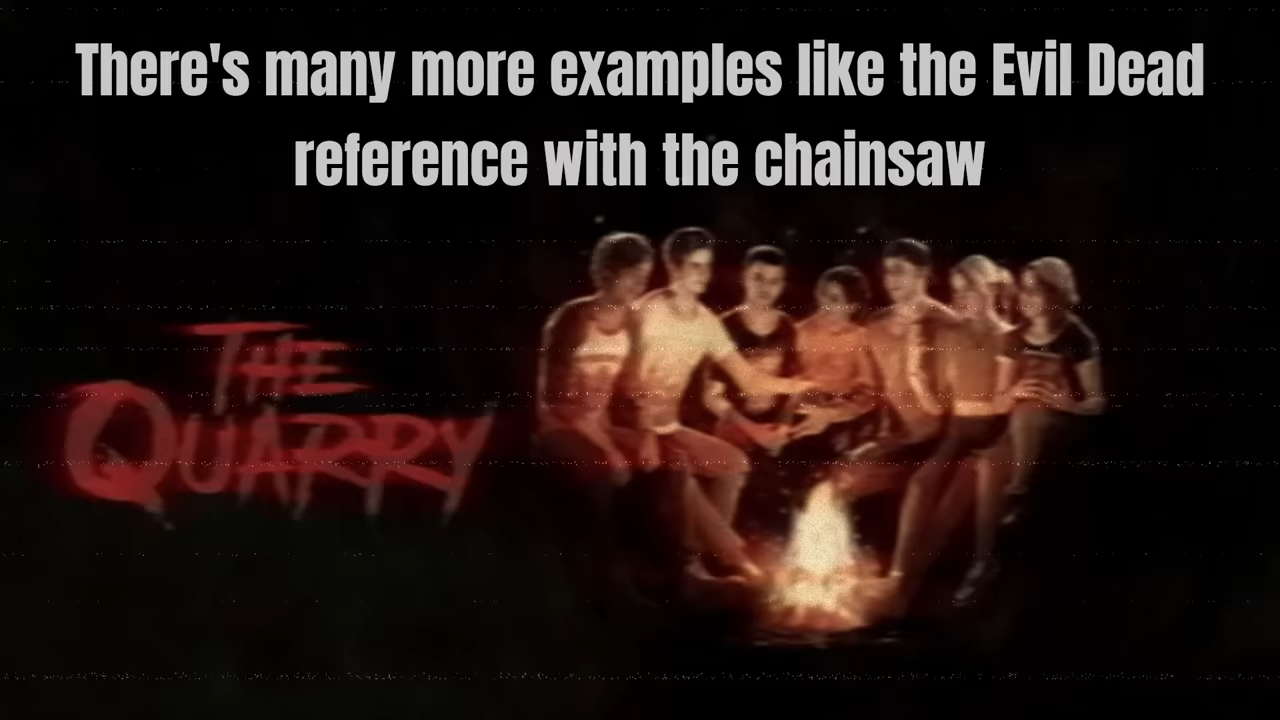 There's many more examples like the Evil Dead
reference with the chainsaw
THE
QUARRY